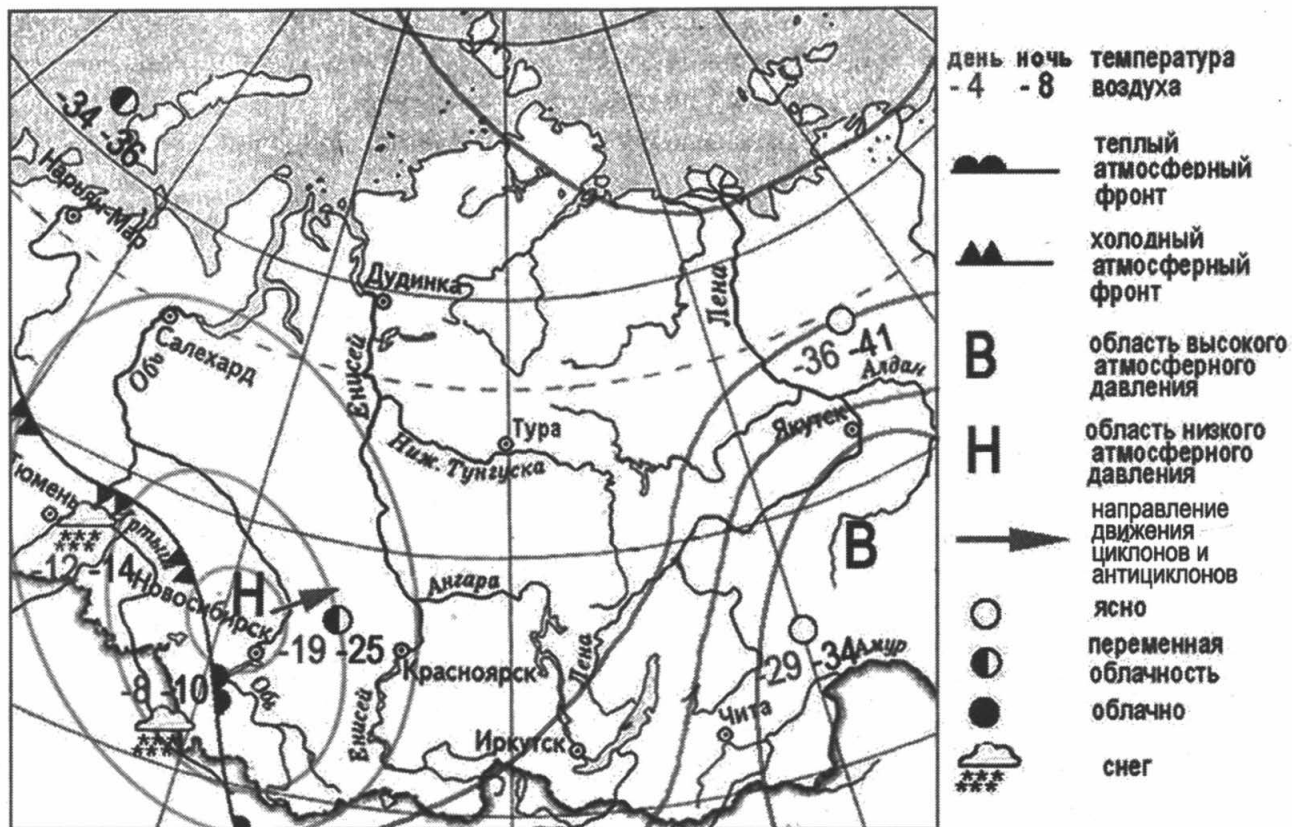 -34 -36
Нарьян-Мар
Дудинка
Салехард
Обь
Енисей
Лена
-36 -41
Алдан
Якутск
Тура
Ниж. Тунгуска
Тюмень
Иртыш
-12 -14
Новосибирск
Н
-19 -25
Ангара
Красноярск
Лена
В
-29 -34
Амур
-8 -10
Обь
Енисей
Иркутск
Чита
день ночь температура
-4 -8 воздуха
теплый
атмосферный
фронт
холодный
атмосферный
фронт
В
область высокого
атмосферного
давления
Н
область низкого
атмосферного
давления
направление
движения
циклонов и
антициклонов
ясно
переменная
облачность
облачно
снег